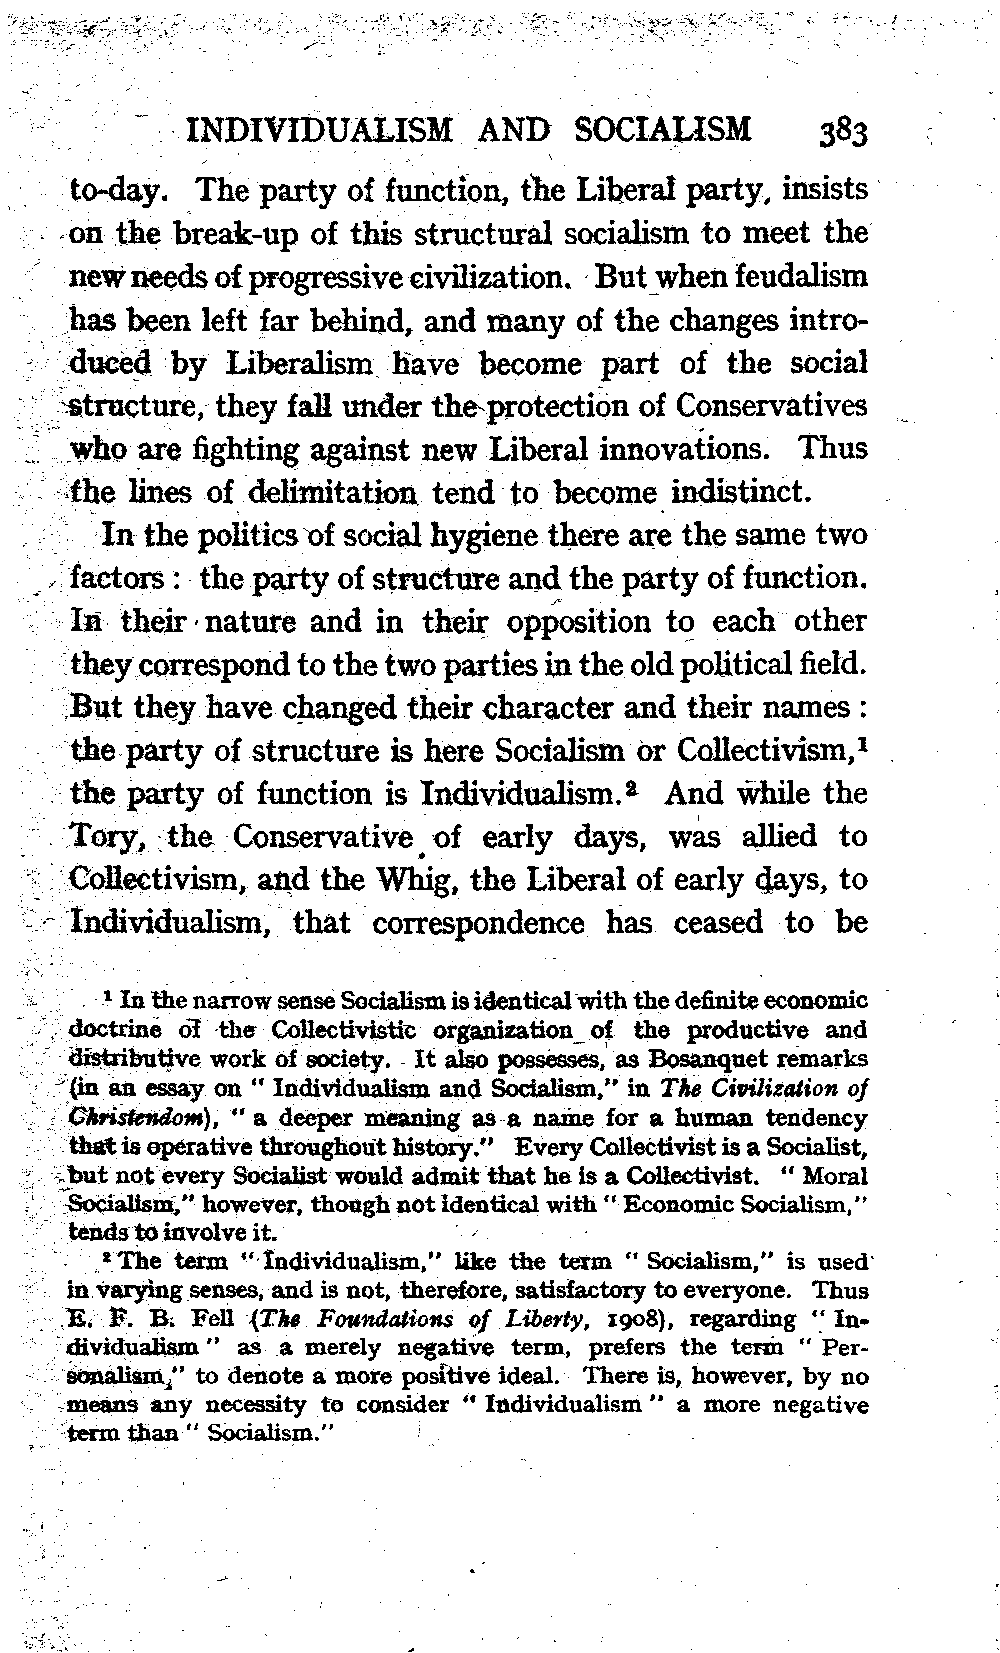 INDIVIDUALISM AND SOCIALISM 383
to-day. The party of function, the Liberal party, insists
on the break-up of this structural socialism to meet the
new needs of progressive civilization. But when feudalism
has been left far behind, and many of the changes intro-
duced by Liberalism have become part of the social
structure, they fall under the protection of Conservatives
who are fighting against new Liberal innovations. Thus
the lines of delimitation tend to become indistinct.
In the politics of social hygiene there are the same two
factors : the party of structure and the party of function.
In their nature and in their opposition to each other
they correspond to the two parties in the old political field.
But they have changed their character and their names :
the party of structure is here Socialism or Collectivism,¹
the party of function is Individualism.² And while the
Tory, the Conservative of early days, was allied to
Collectivism, and the Whig, the Liberal of early days, to
Individualism, that correspondence has ceased to be
¹ In the narrow sense Socialism is identical with the definite economic
doctrine of the Collectivistic organization of the productive and
distributive work of society. It also possesses, as Bosanquet remarks
(in an essay on " Individualism and Socialism," in The Civilization of
Christendom), " a deeper meaning as a name for a human tendency
that is operative throughout history." Every Collectivist is a Socialist,
but not every Socialist would admit that he is a Collectivist. " Moral
Socialism," however, though not identical with " Economic Socialism,"
tends to involve it.
² The term " Individualism," like the term " Socialism," is used
in varying senses, and is not, therefore, satisfactory to everyone. Thus
E. F. B. Fell (The Foundations of Liberty, 1908), regarding " In-
dividualism " as a merely negative term, prefers the term " Per-
sonalism," to denote a more positive ideal. There is, however, by no
means any necessity to consider " Individualism " a more negative
term than " Socialism."